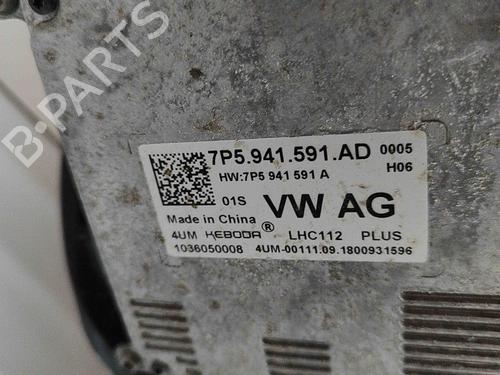 B-PARTS
7P5.941.591.AD 0005
HW:7P5 941 591 A H06
01S VW AG
Made in China
4UM KEBODA® LHC112 PLUS
1036050008 4UM-00111.09.1800931596